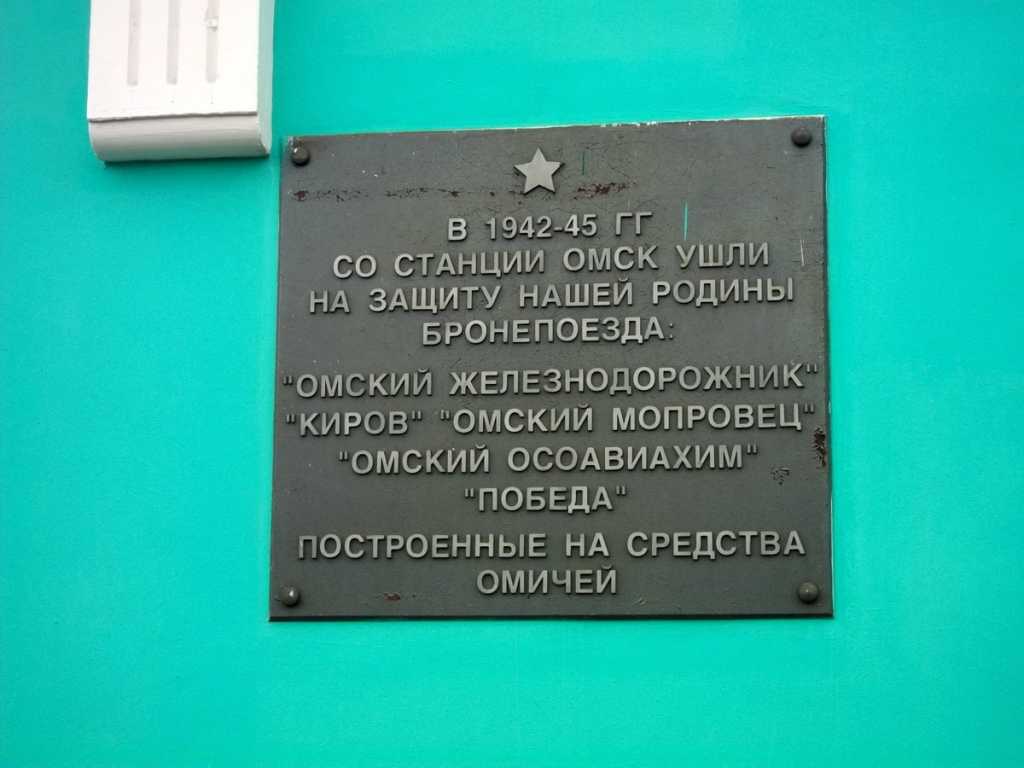 В 1942-45 ГГ
СО СТАНЦИИ ОМСК УШЛИ
НА ЗАЩИТУ НАШЕЙ РОДИНЫ
БРОНЕПОЕЗДА:
"ОМСКИЙ ЖЕЛЕЗНОДОРОЖНИК"
"КИРОВ" "ОМСКИЙ МОПРОВЕЦ"
"ОМСКИЙ ОСОАВИАХИМ"
"ПОБЕДА"
ПОСТРОЕННЫЕ НА СРЕДСТВА
ОМИЧЕЙ